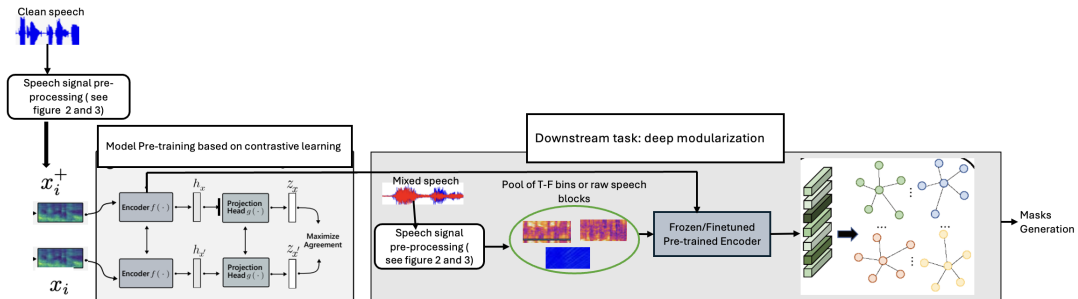 Clean speech
Speech signal pre-
processing ( see
figure 2 and 3)
x_i^+
x_i
Model Pre-training based on contrastive learning
Encoder f(-)
h_x
Projection
Head g(-)
z_x
Maximize
Agreement
Encoder f(-)
h_x'
Projection
Head g(-)
z_x'
Downstream task: deep modularization
Mixed speech
Speech signal
pre-processing (
see figure 2 and 3)
Pool of T-F bins or raw speech
blocks
Frozen/Finetuned
Pre-trained Encoder
...
...
...
...
Masks
Generation